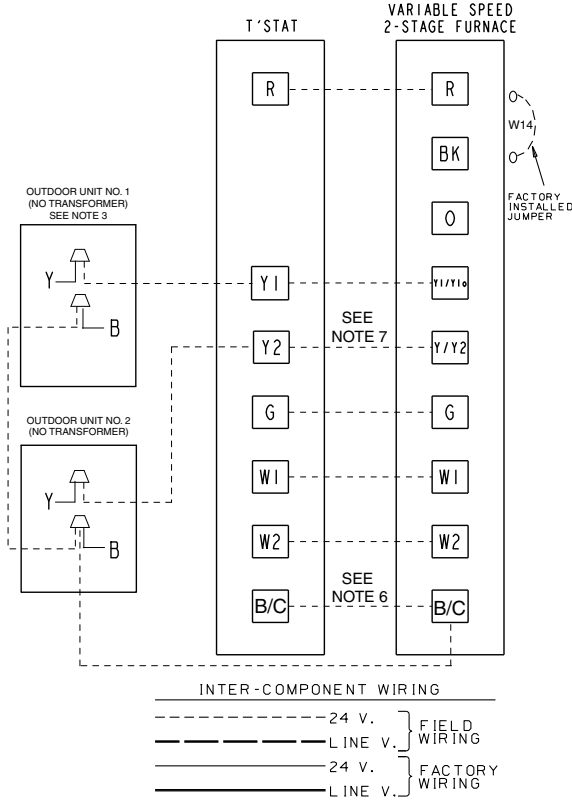 VARIABLE SPEED
T'STAT 2-STAGE FURNACE
R R
W14
BK
FACTORY
INSTALLED
JUMPER
OUTDOOR UNIT NO. 1
(NO TRANSFORMER)
SEE NOTE 3
O
Y
Y1 Y1/Y1o
B
SEE
NOTE 7
Y2 Y/Y2
G G
OUTDOOR UNIT NO. 2
(NO TRANSFORMER)
W1 W1
Y
W2 W2
B
SEE
NOTE 6
B/C B/C
INTER-COMPONENT WIRING
24 V.
LINE V.
FIELD
WIRING
24 V.
LINE V.
FACTORY
WIRING